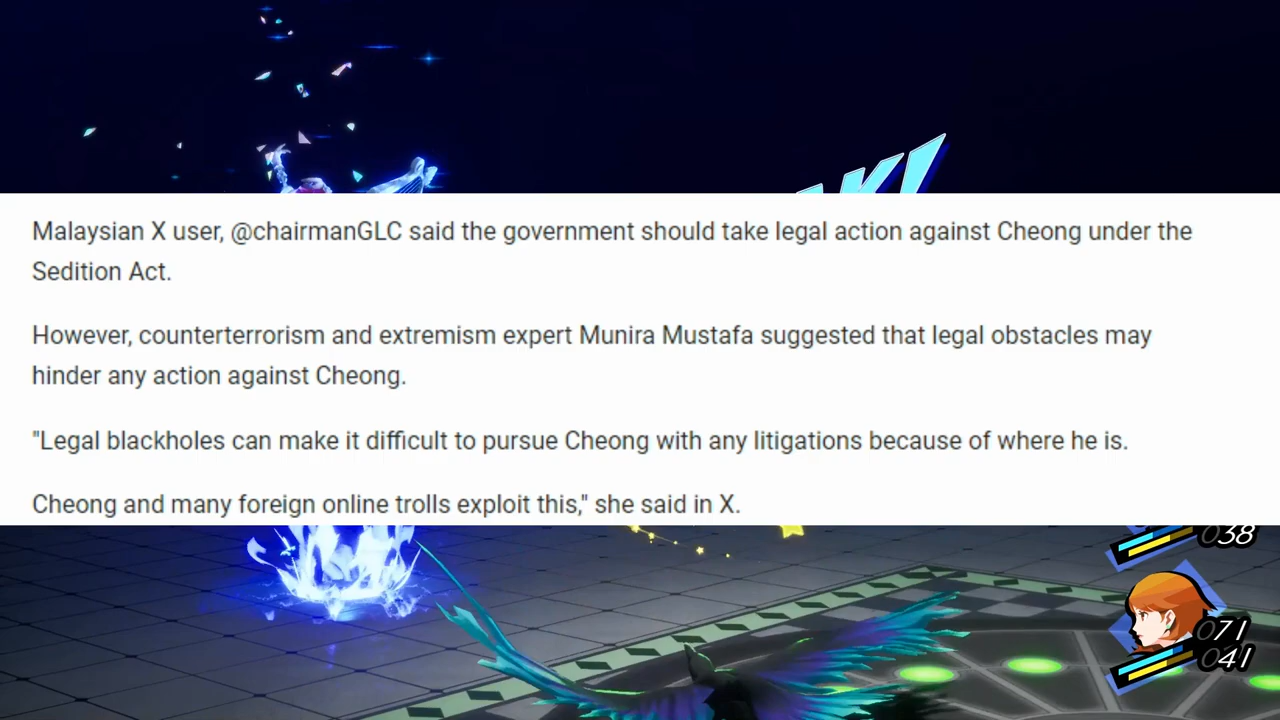 Malaysian X user, @chairmanGLC said the government should take legal action against Cheong under the
Sedition Act.
However, counterterrorism and extremism expert Munira Mustafa suggested that legal obstacles may
hinder any action against Cheong.
"Legal blackholes can make it difficult to pursue Cheong with any litigations because of where he is.
Cheong and many foreign online trolls exploit this," she said in X.
038
071
041